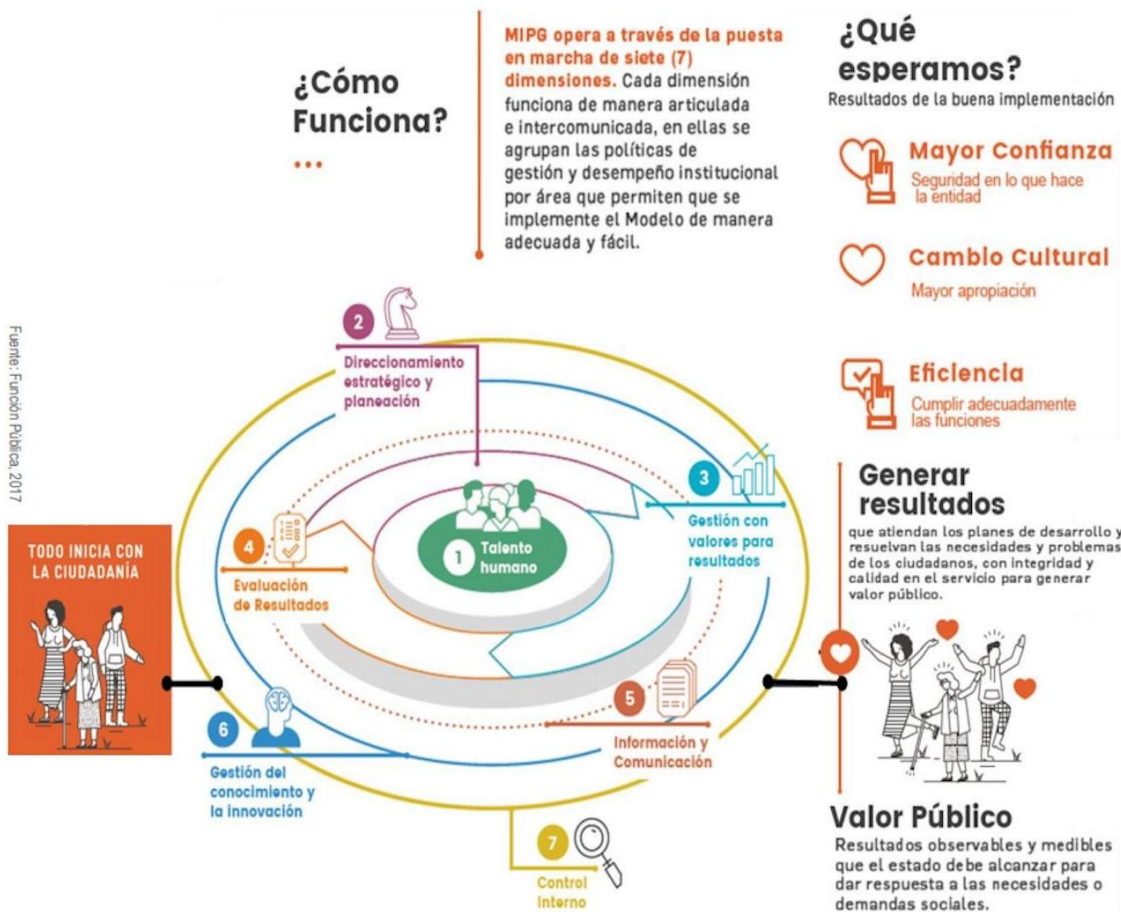 ¿Cómo
Funciona?
...
MIPG opera a través de la puesta
en marcha de siete (7)
dimensiones. Cada dimensión
funciona de manera articulada
e intercomunicada, en ellas se
agrupan las políticas de
gestión y desempeño institucional
por área que permiten que se
implemente el Modelo de manera
adecuada y fácil.
¿Qué
esperamos?
Resultados de la buena implementación
Mayor Confianza
Seguridad en lo que hace
la entidad
Cambio Cultural
Mayor apropiación
Eficiencia
Cumplir adecuadamente
las funciones
Generar
resultados
que atiendan los planes de desarrollo y
resuelvan las necesidades y problemas
de los ciudadanos, con integridad y
calidad en el servicio para generar
valor público.
Valor Público
Resultados observables y medibles
que el estado debe alcanzar para
dar respuesta a las necesidades o
demandas sociales.
Fuente: Función Pública, 2017
TODO INICIA CON
LA CIUDADANÍA
1
Talento
humano
2
Direccionamiento
estratégico y
planeación
3
Gestión con
valores para
resultados
4
Evaluación
de Resultados
5
Información y
Comunicación
6
Gestión del
conocimiento y
la innovación
7
Control
Interno